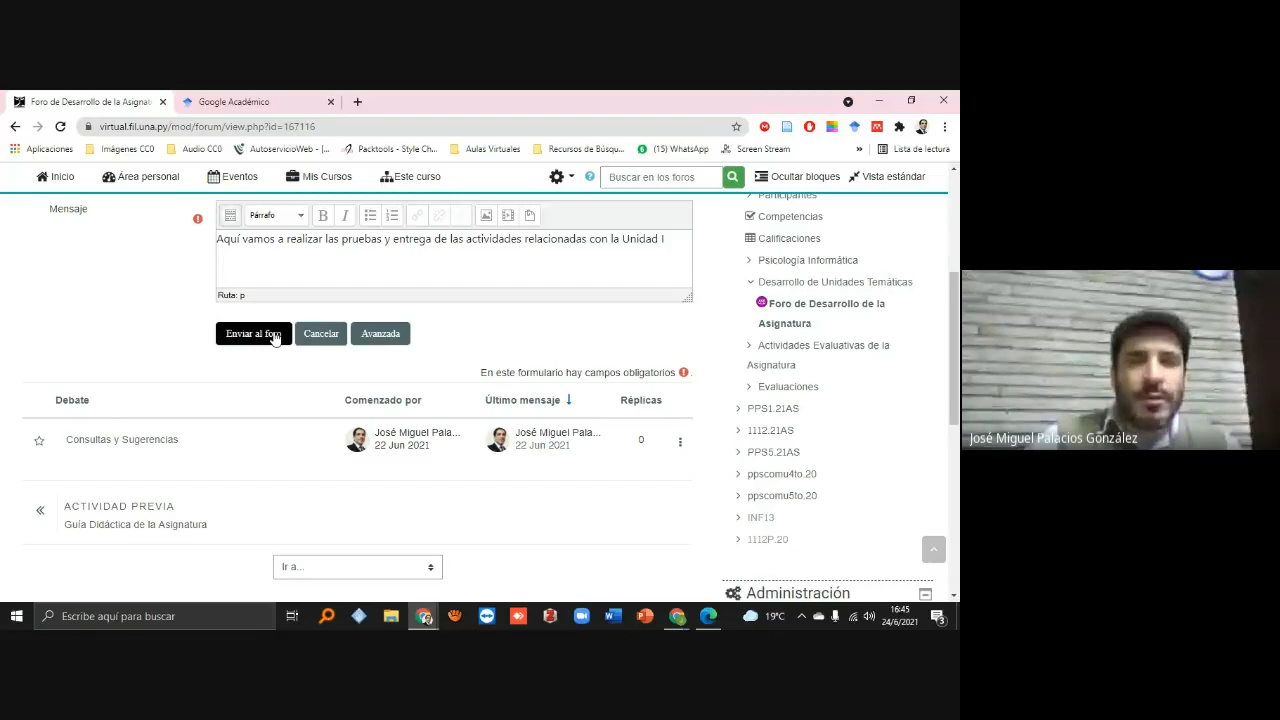 Foro de Desarrollo de la Asignat
Google Académico
virtual.fil.una.py/mod/forum/view.php?id=167116
Aplicaciones
Imágenes CC0
Audio CC0
AutoservicioWeb - [...
Packtools - Style Ch...
Aulas Virtuales
Recursos de Búsqu...
(15) WhatsApp
Screen Stream
»
Lista de lectura
Inicio
Área personal
Eventos
Mis Cursos
Este curso
Buscar en los foros
Ocultar bloques
Vista estándar
Mensaje
Párrafo
B I
Aquí vamos a realizar las pruebas y entrega de las actividades relacionadas con la Unidad I
Ruta: p
Enviar al foro
Cancelar
Avanzada
En este formulario hay campos obligatorios
.
Debate
Comenzado por
Último mensaje
Réplicas
Consultas y Sugerencias
José Miguel Pala...
22 Jun 2021
José Miguel Pala...
22 Jun 2021
0
ACTIVIDAD PREVIA
Guía Didáctica de la Asignatura
Ir a...
Participantes
Competencias
Calificaciones
Psicología Informática
Desarrollo de Unidades Temáticas
Foro de Desarrollo de la
Asignatura
Actividades Evaluativas de la
Asignatura
Evaluaciones
PPS1.21AS
1112.21AS
PPS5.21AS
ppscomu4to.20
ppscomu5to.20
INF13
1112P.20
Administración
Escribe aquí para buscar
19°C
16:45
24/6/2021
3
José Miguel Palacios González